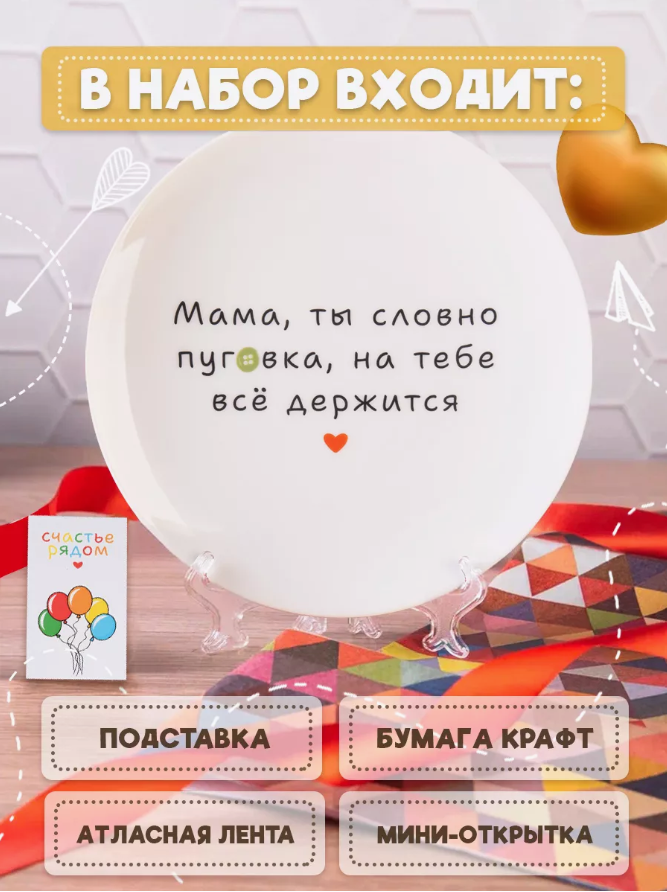 В НАБОР ВХОДИТ:
Мама, ты словно
пуговка, на тебе
всё держится
счастье
рядом
ПОДСТАВКА
БУМАГА КРАФТ
АТЛАСНАЯ ЛЕНТА
МИНИ-ОТКРЫТКА